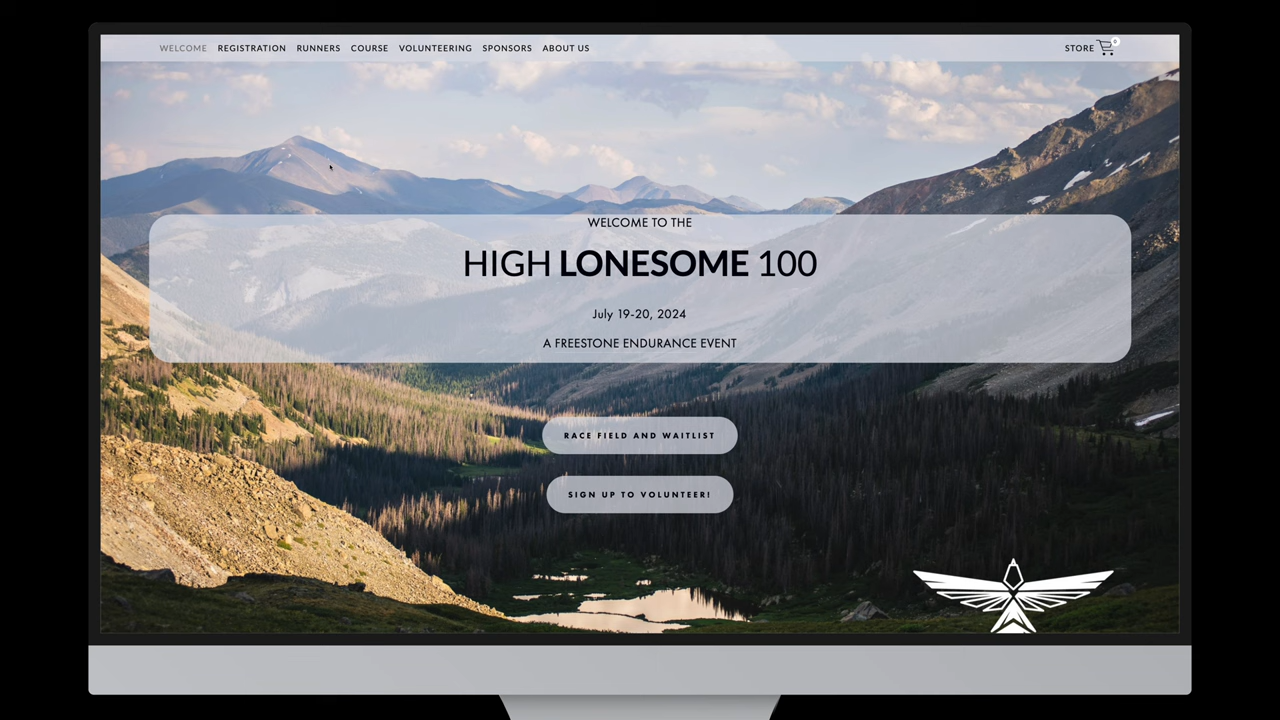 WELCOME REGISTRATION RUNNERS COURSE VOLUNTEERING SPONSORS ABOUT US STORE 0
WELCOME TO THE
HIGH LONESOME 100
July 19-20, 2024
A FREESTONE ENDURANCE EVENT
RACE FIELD AND WAITLIST
SIGN UP TO VOLUNTEER!